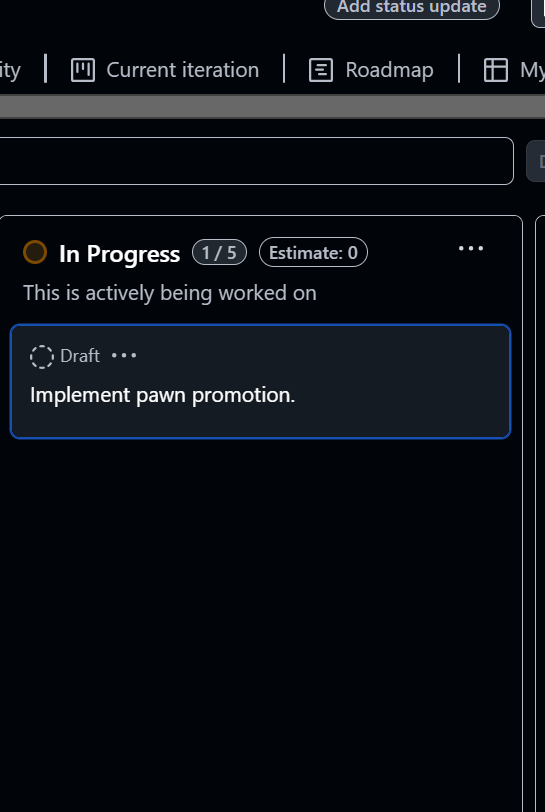 Add status update
ity
Current iteration
Roadmap
My
In Progress 1 / 5 Estimate: 0
This is actively being worked on
Draft
Implement pawn promotion.